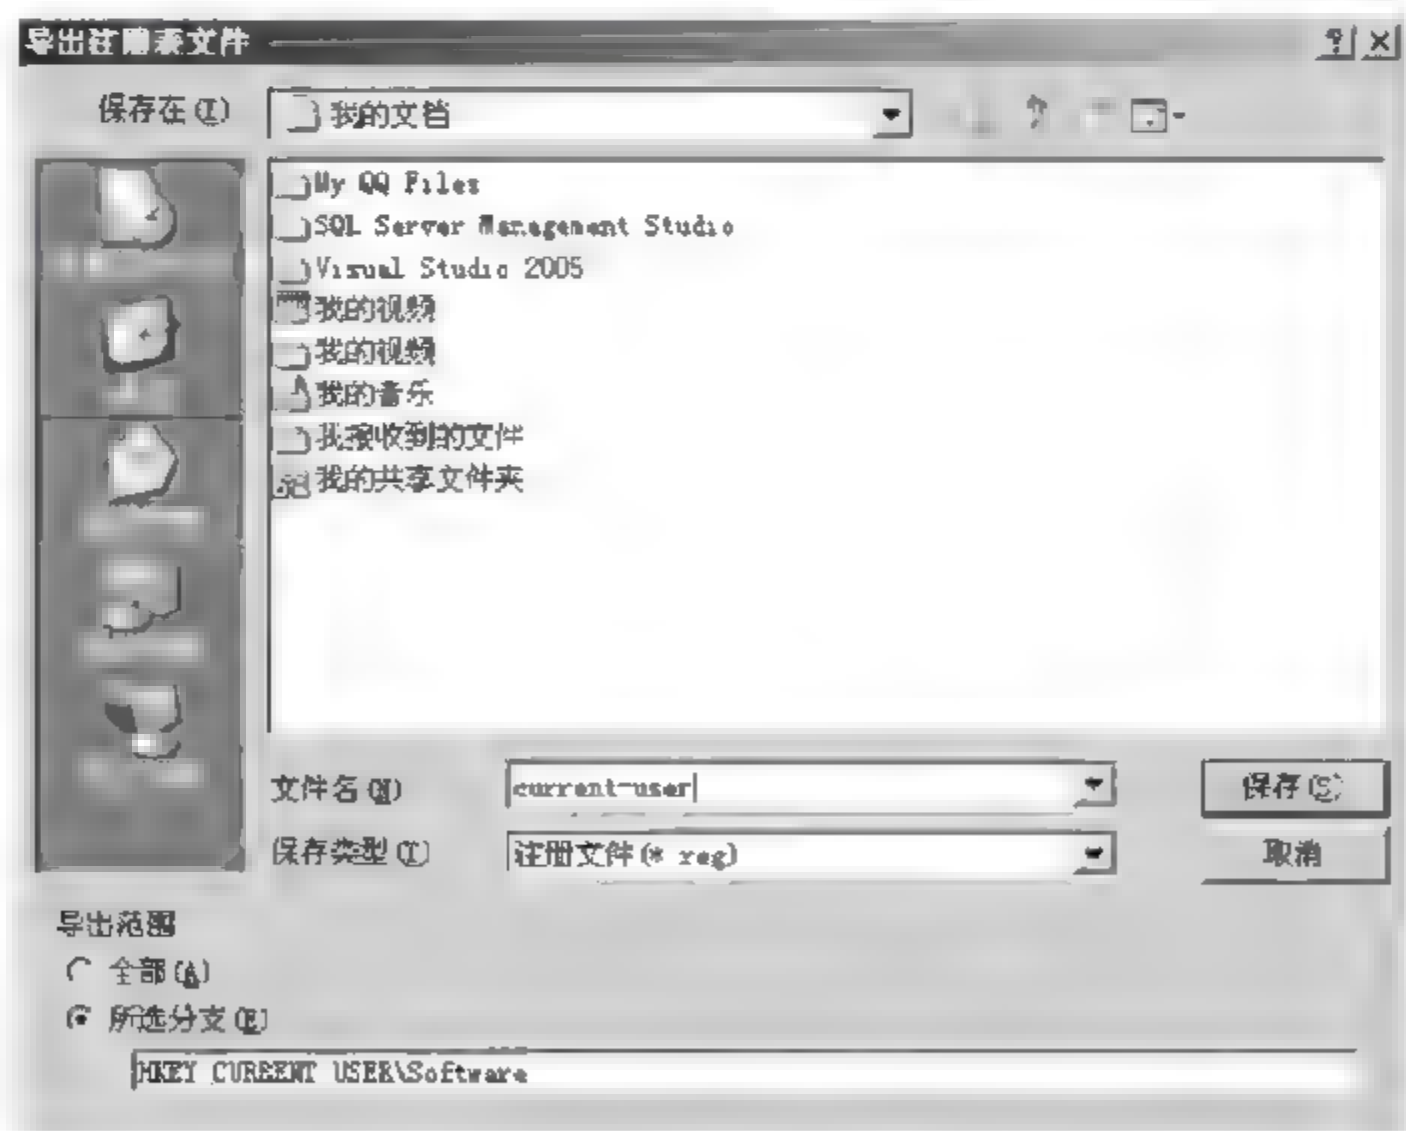 导出注册表文件
保存在(I)
我的文档
My QQ Files
SQL Server Management Studio
Visual Studio 2005
我的视频
我的视频
我的音乐
我接收到的文件
我的共享文件夹
文件名(N)
current-user
保存(S)
保存类型(T)
注册文件(* reg)
取消
导出范围
全部(A)
所选分支(E)
HKEY CURRENT USER\Software